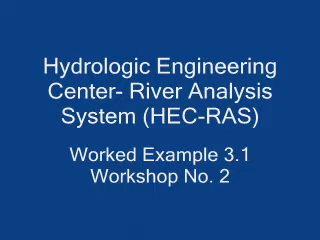 Hydrologic Engineering
Center- River Analysis
System (HEC-RAS)
Worked Example 3.1
Workshop No. 2